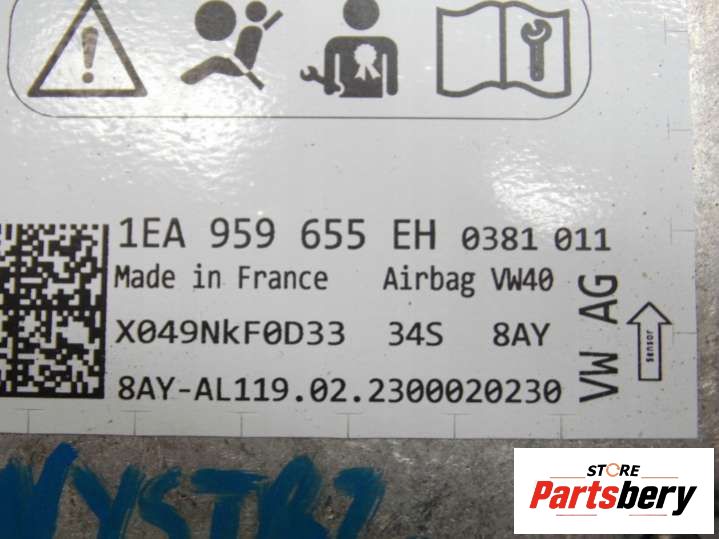 1EA 959 655 EH 0381 011
Made in France Airbag VW40
X049NkF0D33 34S 8AY
8AY-AL119.02.2300020230
VW AG
Sensor
STORE
Partsbery